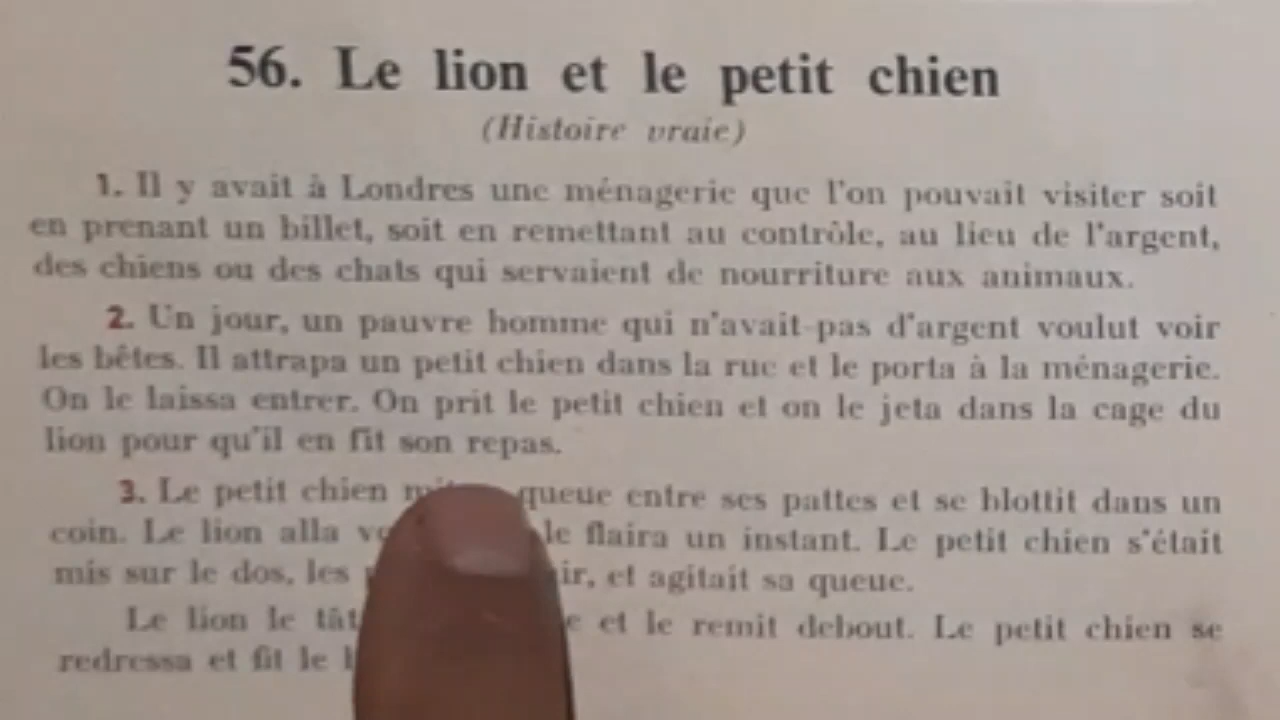 56. Le lion et le petit chien
(Histoire vraie)
1. Il y avait à Londres une ménagerie que l'on pouvait visiter soit
en prenant un billet, soit en remettant au contrôle, au lieu de l'argent,
des chiens ou des chats qui servaient de nourriture aux animaux.
2. Un jour, un pauvre homme qui n'avait pas d'argent voulut voir
les bêtes. Il attrapa un petit chien dans la rue et le porta à la ménagerie.
On le laissa entrer. On prit le petit chien et on le jeta dans la cage du
lion pour qu'il en fit son repas.
3. Le petit chien queue entre ses pattes et se blottit dans un
coin. Le lion alla le flaira un instant. Le petit chien s'était
mis sur le dos, les et agitait sa queue.
Le lion le et le remit debout. Le petit chien se
redressa et fit le